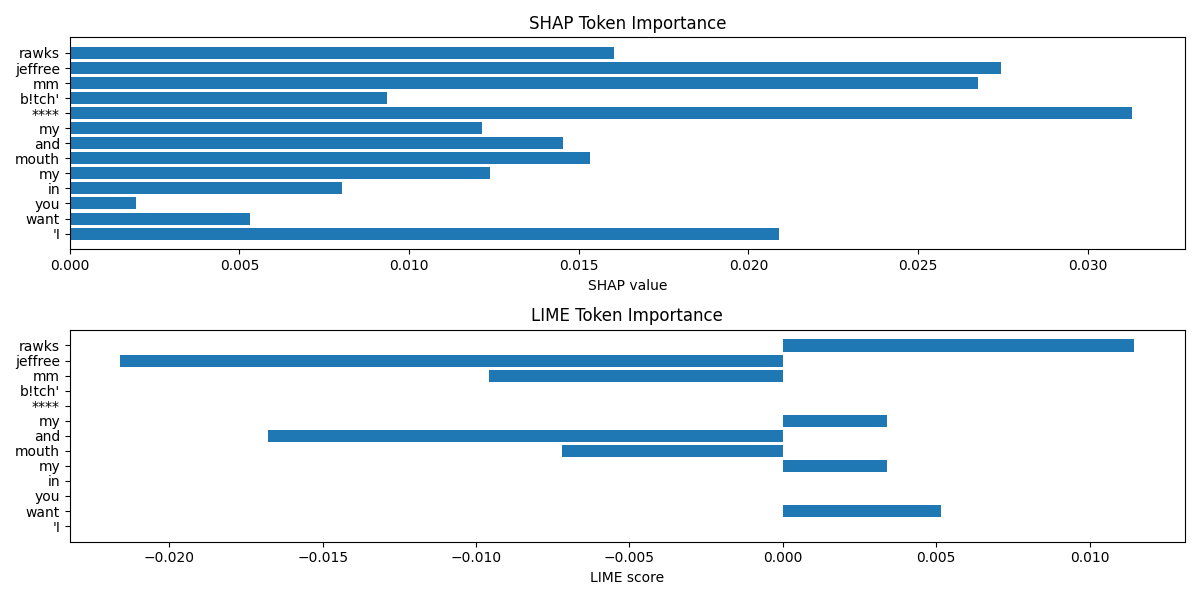 SHAP Token Importance
rawks
jeffree
mm
b!tch'
****
my
and
mouth
my
in
you
want
'I
0.000 0.005 0.010 0.015 0.020 0.025 0.030
SHAP value
LIME Token Importance
rawks
jeffree
mm
b!tch'
****
my
and
mouth
my
in
you
want
'I
−0.020 −0.015 −0.010 −0.005 0.000 0.005 0.010
LIME score